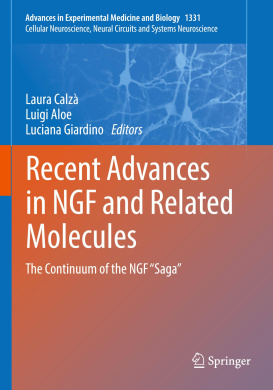 Advances in Experimental Medicine and Biology 1331
Cellular Neuroscience, Neural Circuits and Systems Neuroscience
Laura Calzà
Luigi Aloe
Luciana Giardino Editors
Recent Advances
in NGF and Related
Molecules
The Continuum of the NGF “Saga”
Springer